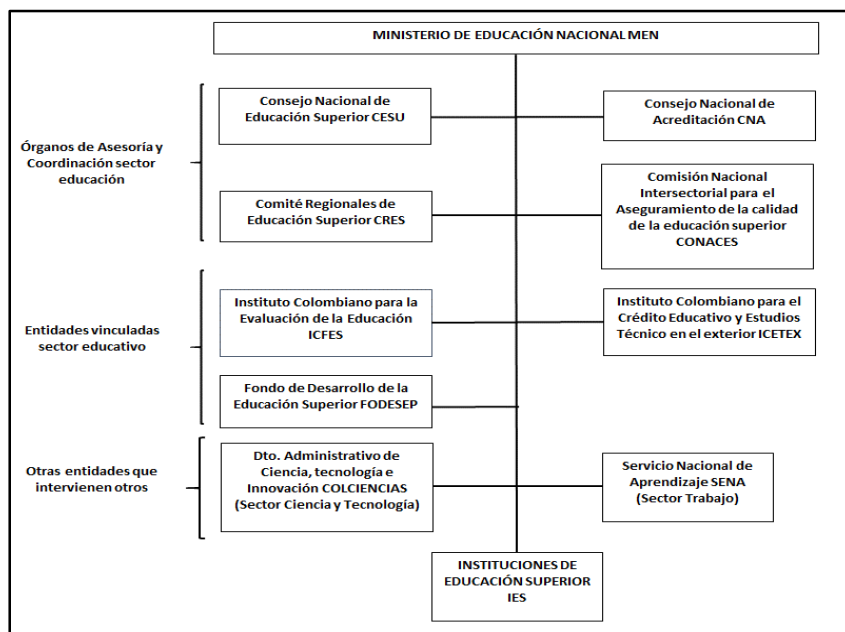 MINISTERIO DE EDUCACIÓN NACIONAL MEN
Órganos de Asesoría y
Coordinación sector
educación
Consejo Nacional de
Educación Superior CESU
Consejo Nacional de
Acreditación CNA
Comité Regionales de
Educación Superior CRES
Comisión Nacional
Intersectorial para el
Aseguramiento de la calidad
de la educación superior
CONACES
Entidades vinculadas
sector educativo
Instituto Colombiano para la
Evaluación de la Educación
ICFES
Instituto Colombiano para el
Crédito Educativo y Estudios
Técnico en el exterior ICETEX
Fondo de Desarrollo de la
Educación Superior FODESEP
Otras entidades que
intervienen otros
Dto. Administrativo de
Ciencia, tecnología e
Innovación COLCIENCIAS
(Sector Ciencia y Tecnología)
Servicio Nacional de
Aprendizaje SENA
(Sector Trabajo)
INSTITUCIONES DE
EDUCACIÓN SUPERIOR
IES